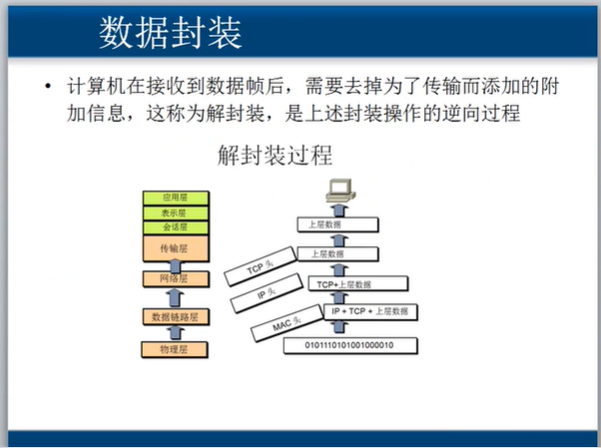 数据封装
• 计算机在接收到数据帧后，需要去掉为了传输而添加的附
加信息，这称为解封装，是上述封装操作的逆向过程
解封装过程
应用层
表示层
会话层
传输层
网络层
数据链路层
物理层
上层数据
上层数据
TCP 头
TCP+上层数据
IP 头
IP + TCP + 上层数据
MAC 头
0101110101001000010